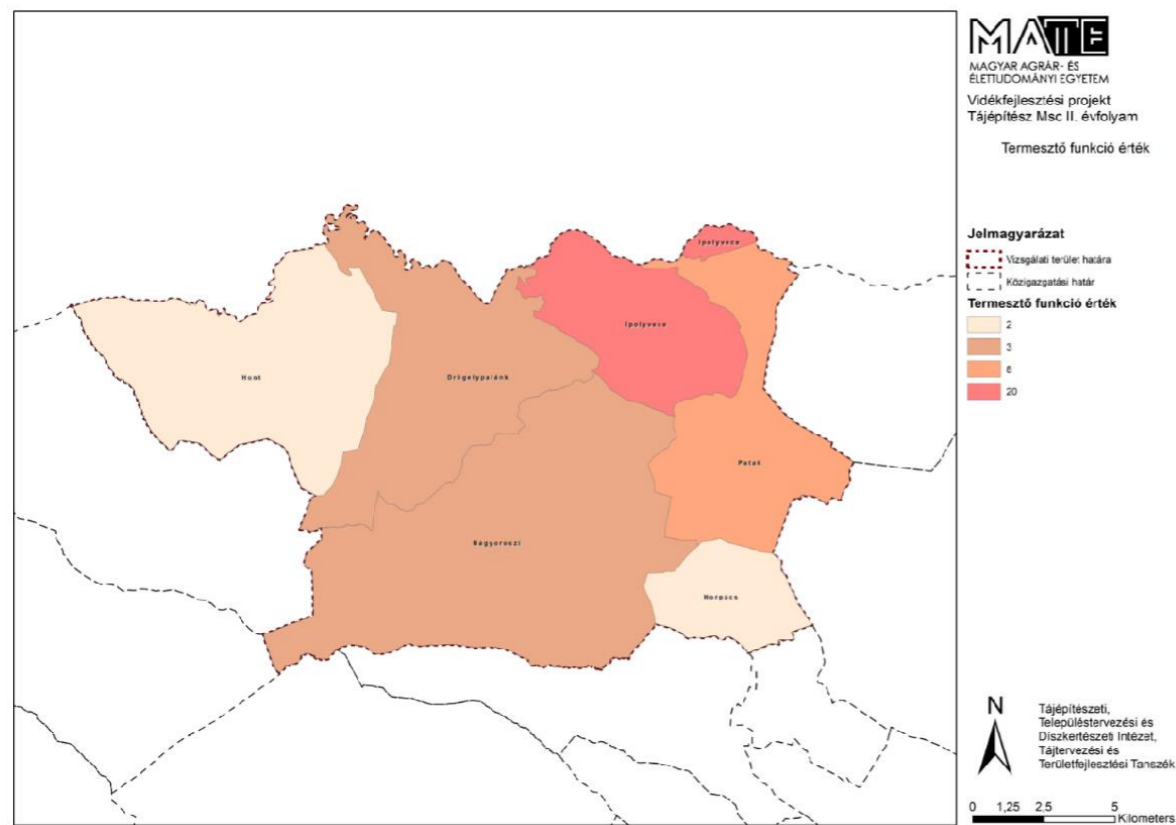 MATE
MAGYAR AGRÁR- ÉS
ÉLETTUDOMÁNYI EGYETEM
Vidékfejlesztési projekt
Tájépítész Msc II. évfolyam
Termesztő funkció érték
Jelmagyarázat
Vizsgálati terület határa
Közigazgatási határ
Termesztő funkció érték
2
3
6
20
Ipolyvece
Ipolyvece
Hont
Drégelypalánk
Patak
Nagyoroszi
Horpács
N
Tájépítészeti,
Településtervezési és
Díszkertészeti Intézet,
Tájtervezési és
Területfejlesztési Tanszék
0 1,25 2,5 5
Kilometers